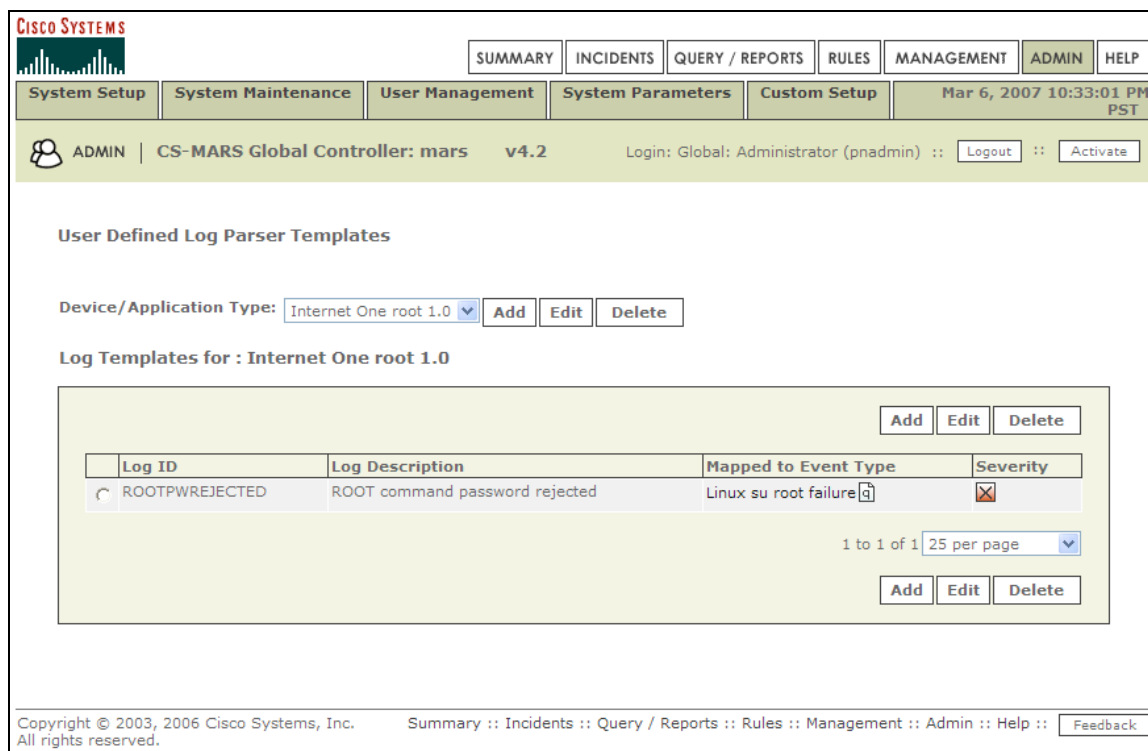 CISCO SYSTEMS
SUMMARY INCIDENTS QUERY / REPORTS RULES MANAGEMENT ADMIN HELP
System Setup System Maintenance User Management System Parameters Custom Setup Mar 6, 2007 10:33:01 PM
PST
ADMIN | CS-MARS Global Controller: mars v4.2 Login: Global: Administrator (pnadmin) :: Logout :: Activate
User Defined Log Parser Templates
Device/Application Type: Internet One root 1.0 Add Edit Delete
Log Templates for : Internet One root 1.0
Add Edit Delete
Log ID Log Description Mapped to Event Type Severity
ROOTPWREJECTED ROOT command password rejected Linux su root failure q
1 to 1 of 1 25 per page
Add Edit Delete
Copyright © 2003, 2006 Cisco Systems, Inc. Summary :: Incidents :: Query / Reports :: Rules :: Management :: Admin :: Help :: Feedback
All rights reserved.